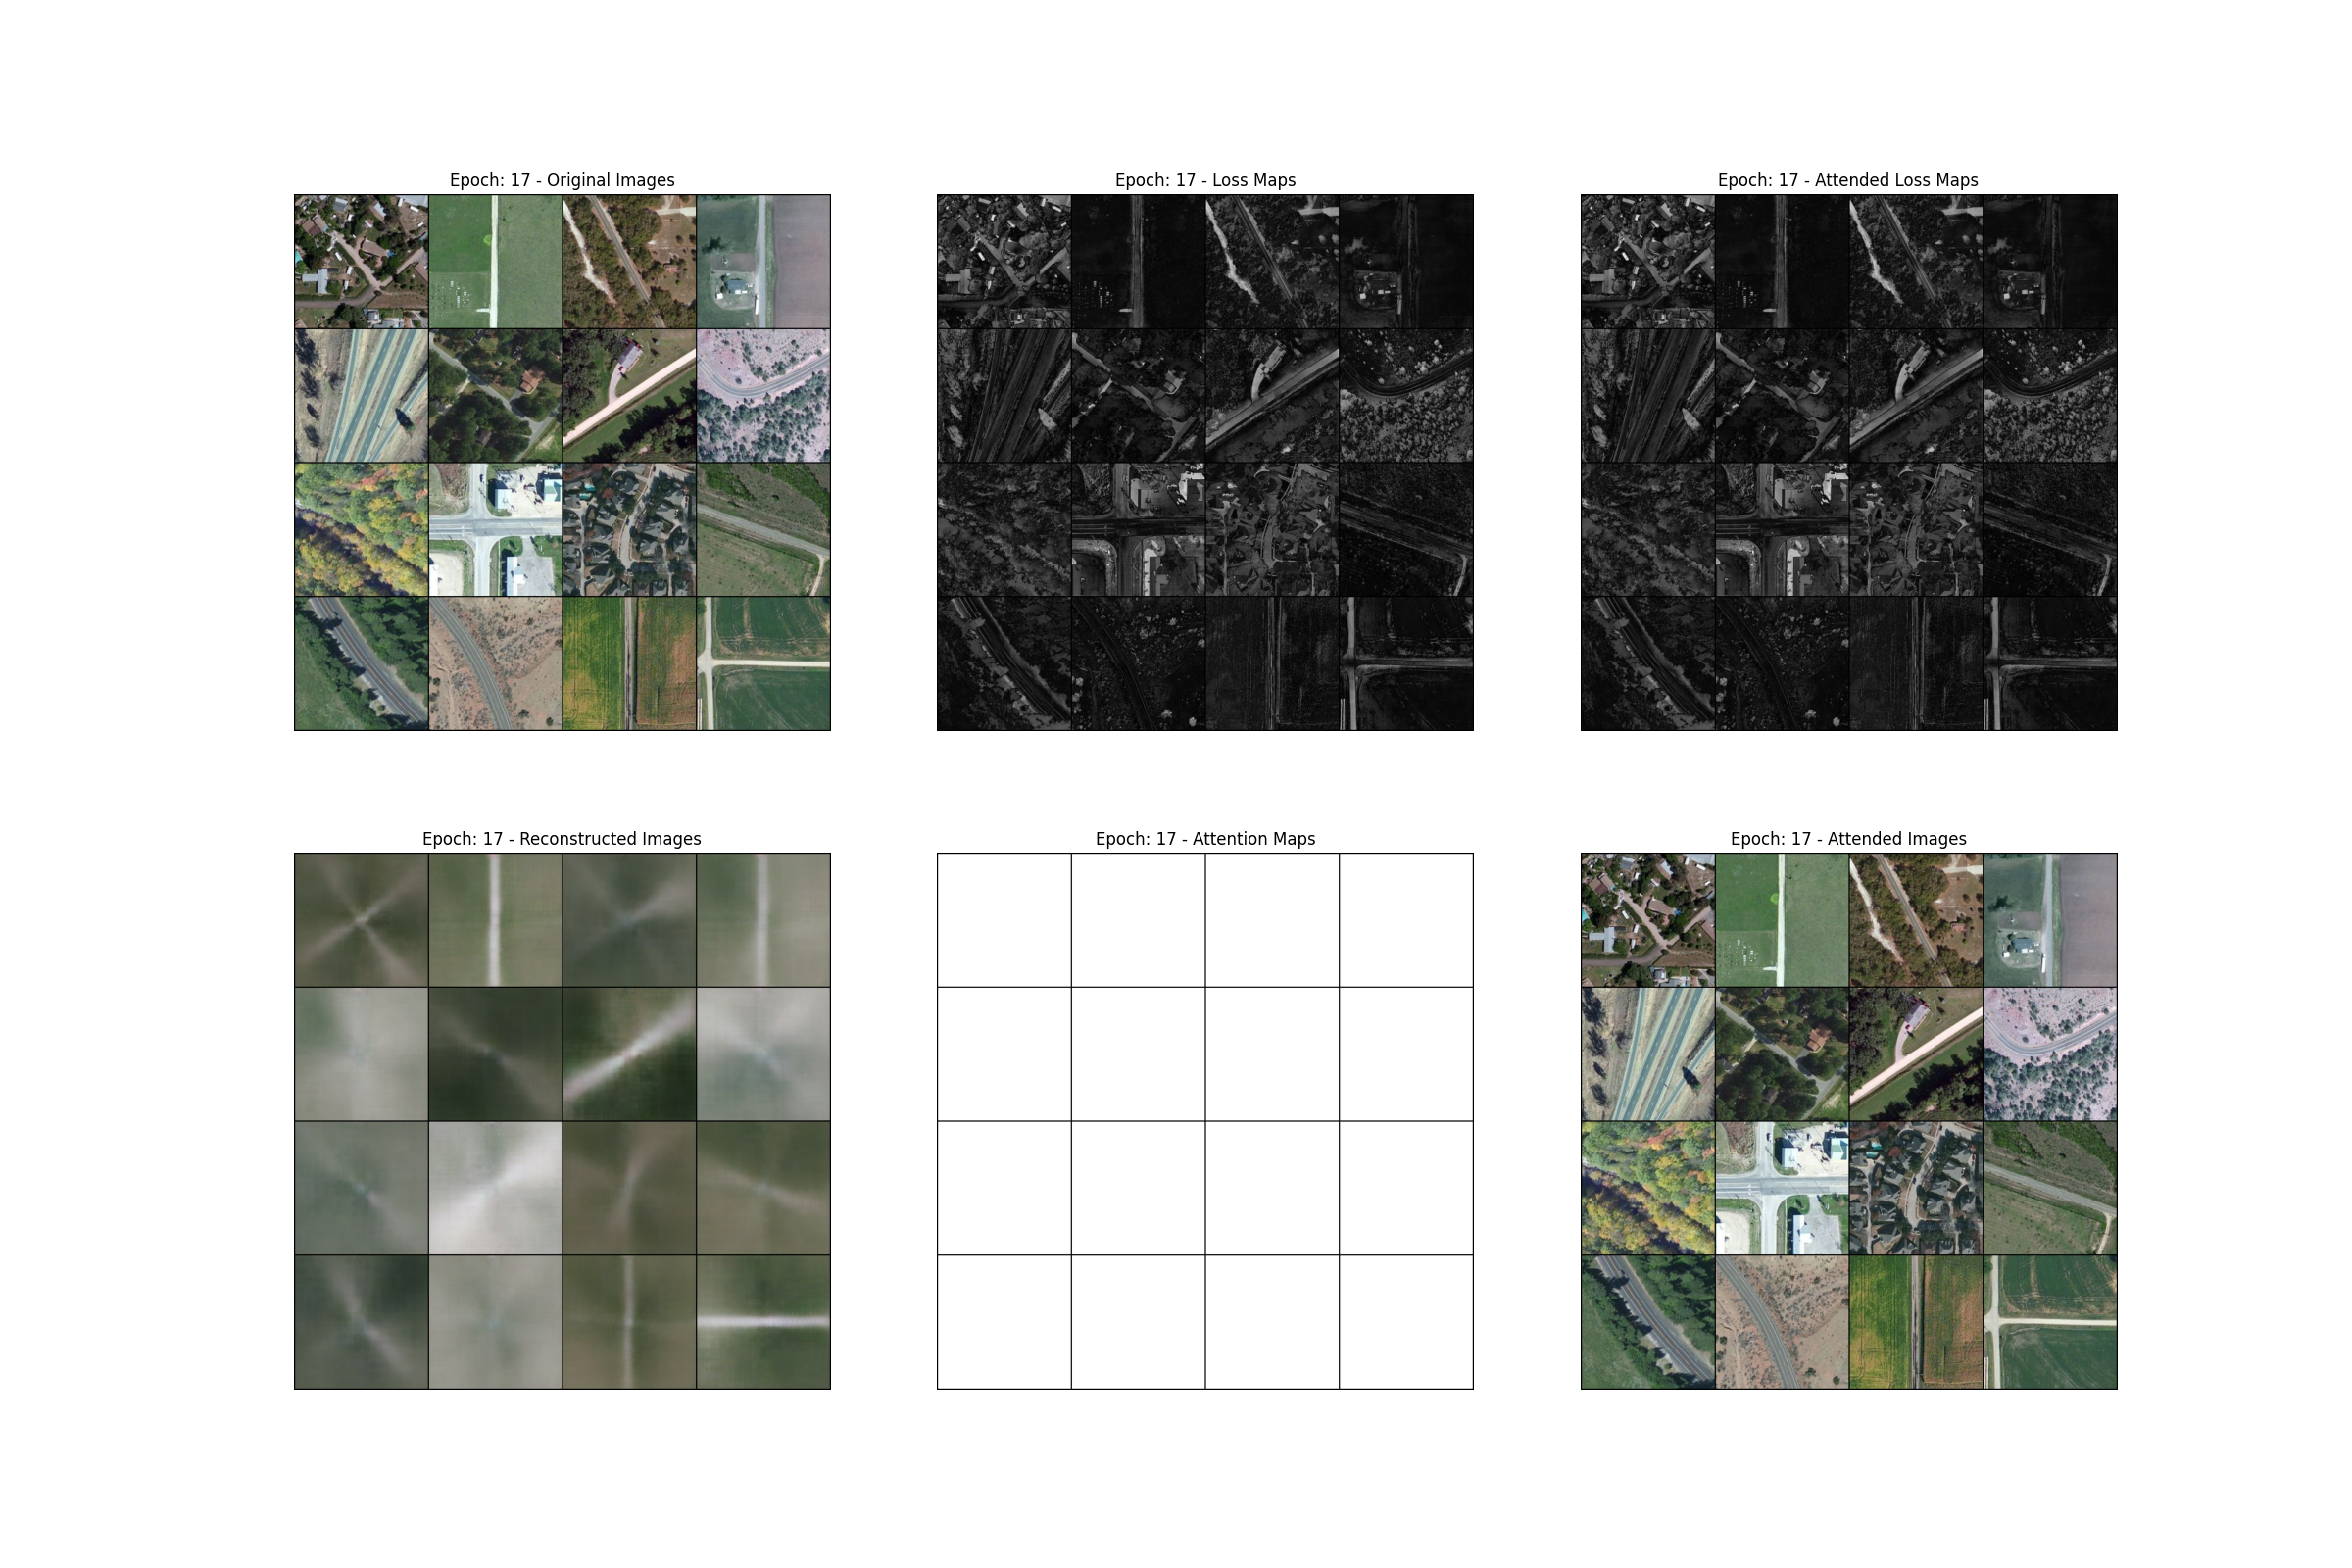 Epoch: 17 - Original Images
Epoch: 17 - Loss Maps
Epoch: 17 - Attended Loss Maps
Epoch: 17 - Reconstructed Images
Epoch: 17 - Attention Maps
Epoch: 17 - Attended Images